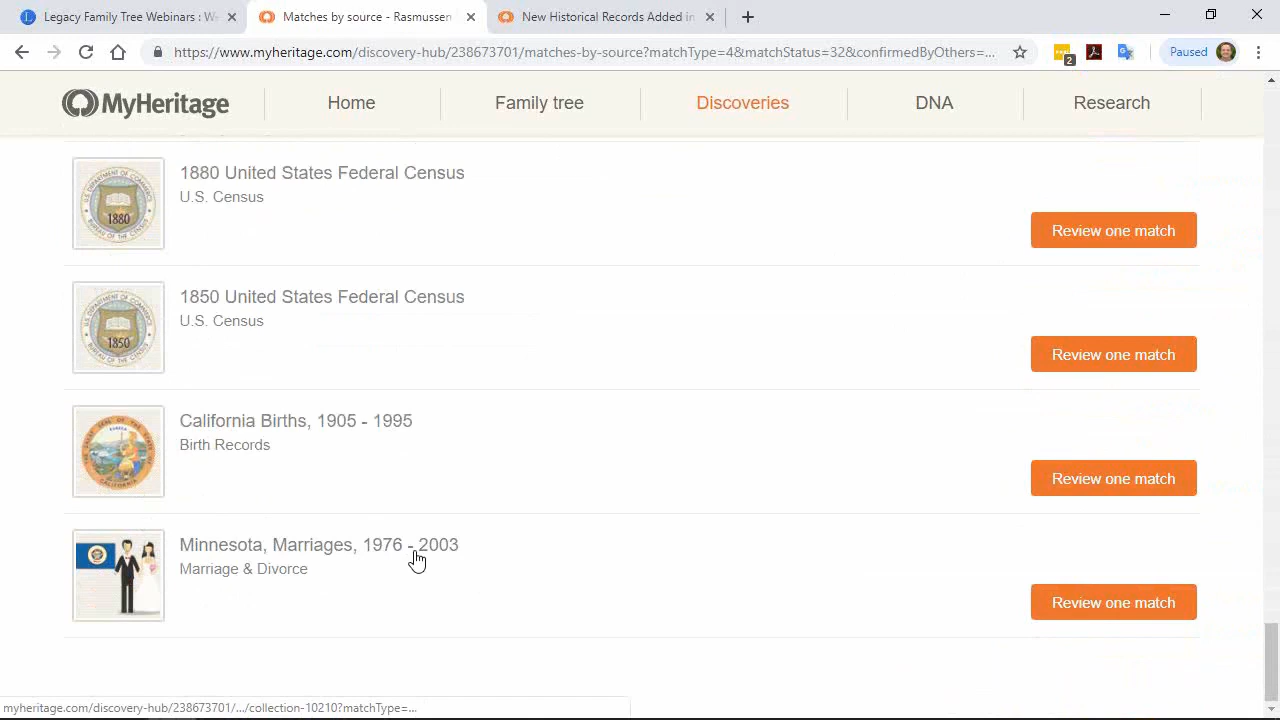 Legacy Family Tree Webinars : W
Matches by source - Rasmussen
New Historical Records Added in
https://www.myheritage.com/discovery-hub/238673701/matches-by-source?matchType=4&matchStatus=32&confirmedByOthers=...
2
Paused
MyHeritage
Home
Family tree
Discoveries
DNA
Research
1880
1880 United States Federal Census
U.S. Census
Review one match
1850
1850 United States Federal Census
U.S. Census
Review one match
California Births, 1905 - 1995
Birth Records
Review one match
Minnesota, Marriages, 1976 - 2003
Marriage & Divorce
Review one match
myheritage.com/discovery-hub/238673701/.../collection-10210?matchType=...